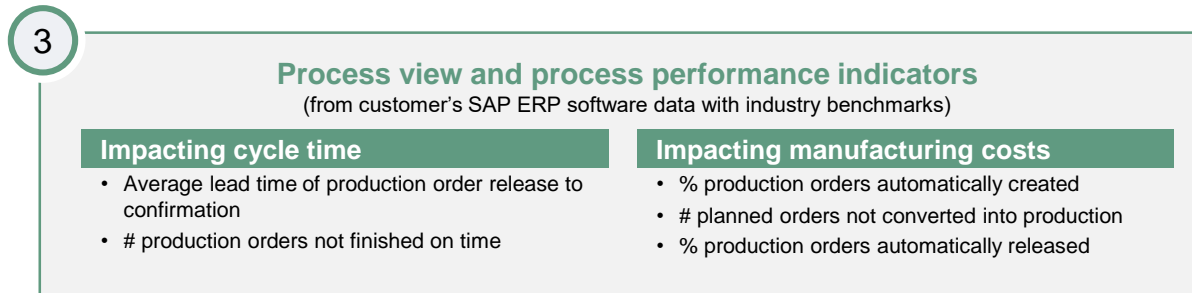 3
Process view and process performance indicators
(from customer's SAP ERP software data with industry benchmarks)
Impacting cycle time
• Average lead time of production order release to
confirmation
• # production orders not finished on time
Impacting manufacturing costs
• % production orders automatically created
• # planned orders not converted into production
• % production orders automatically released